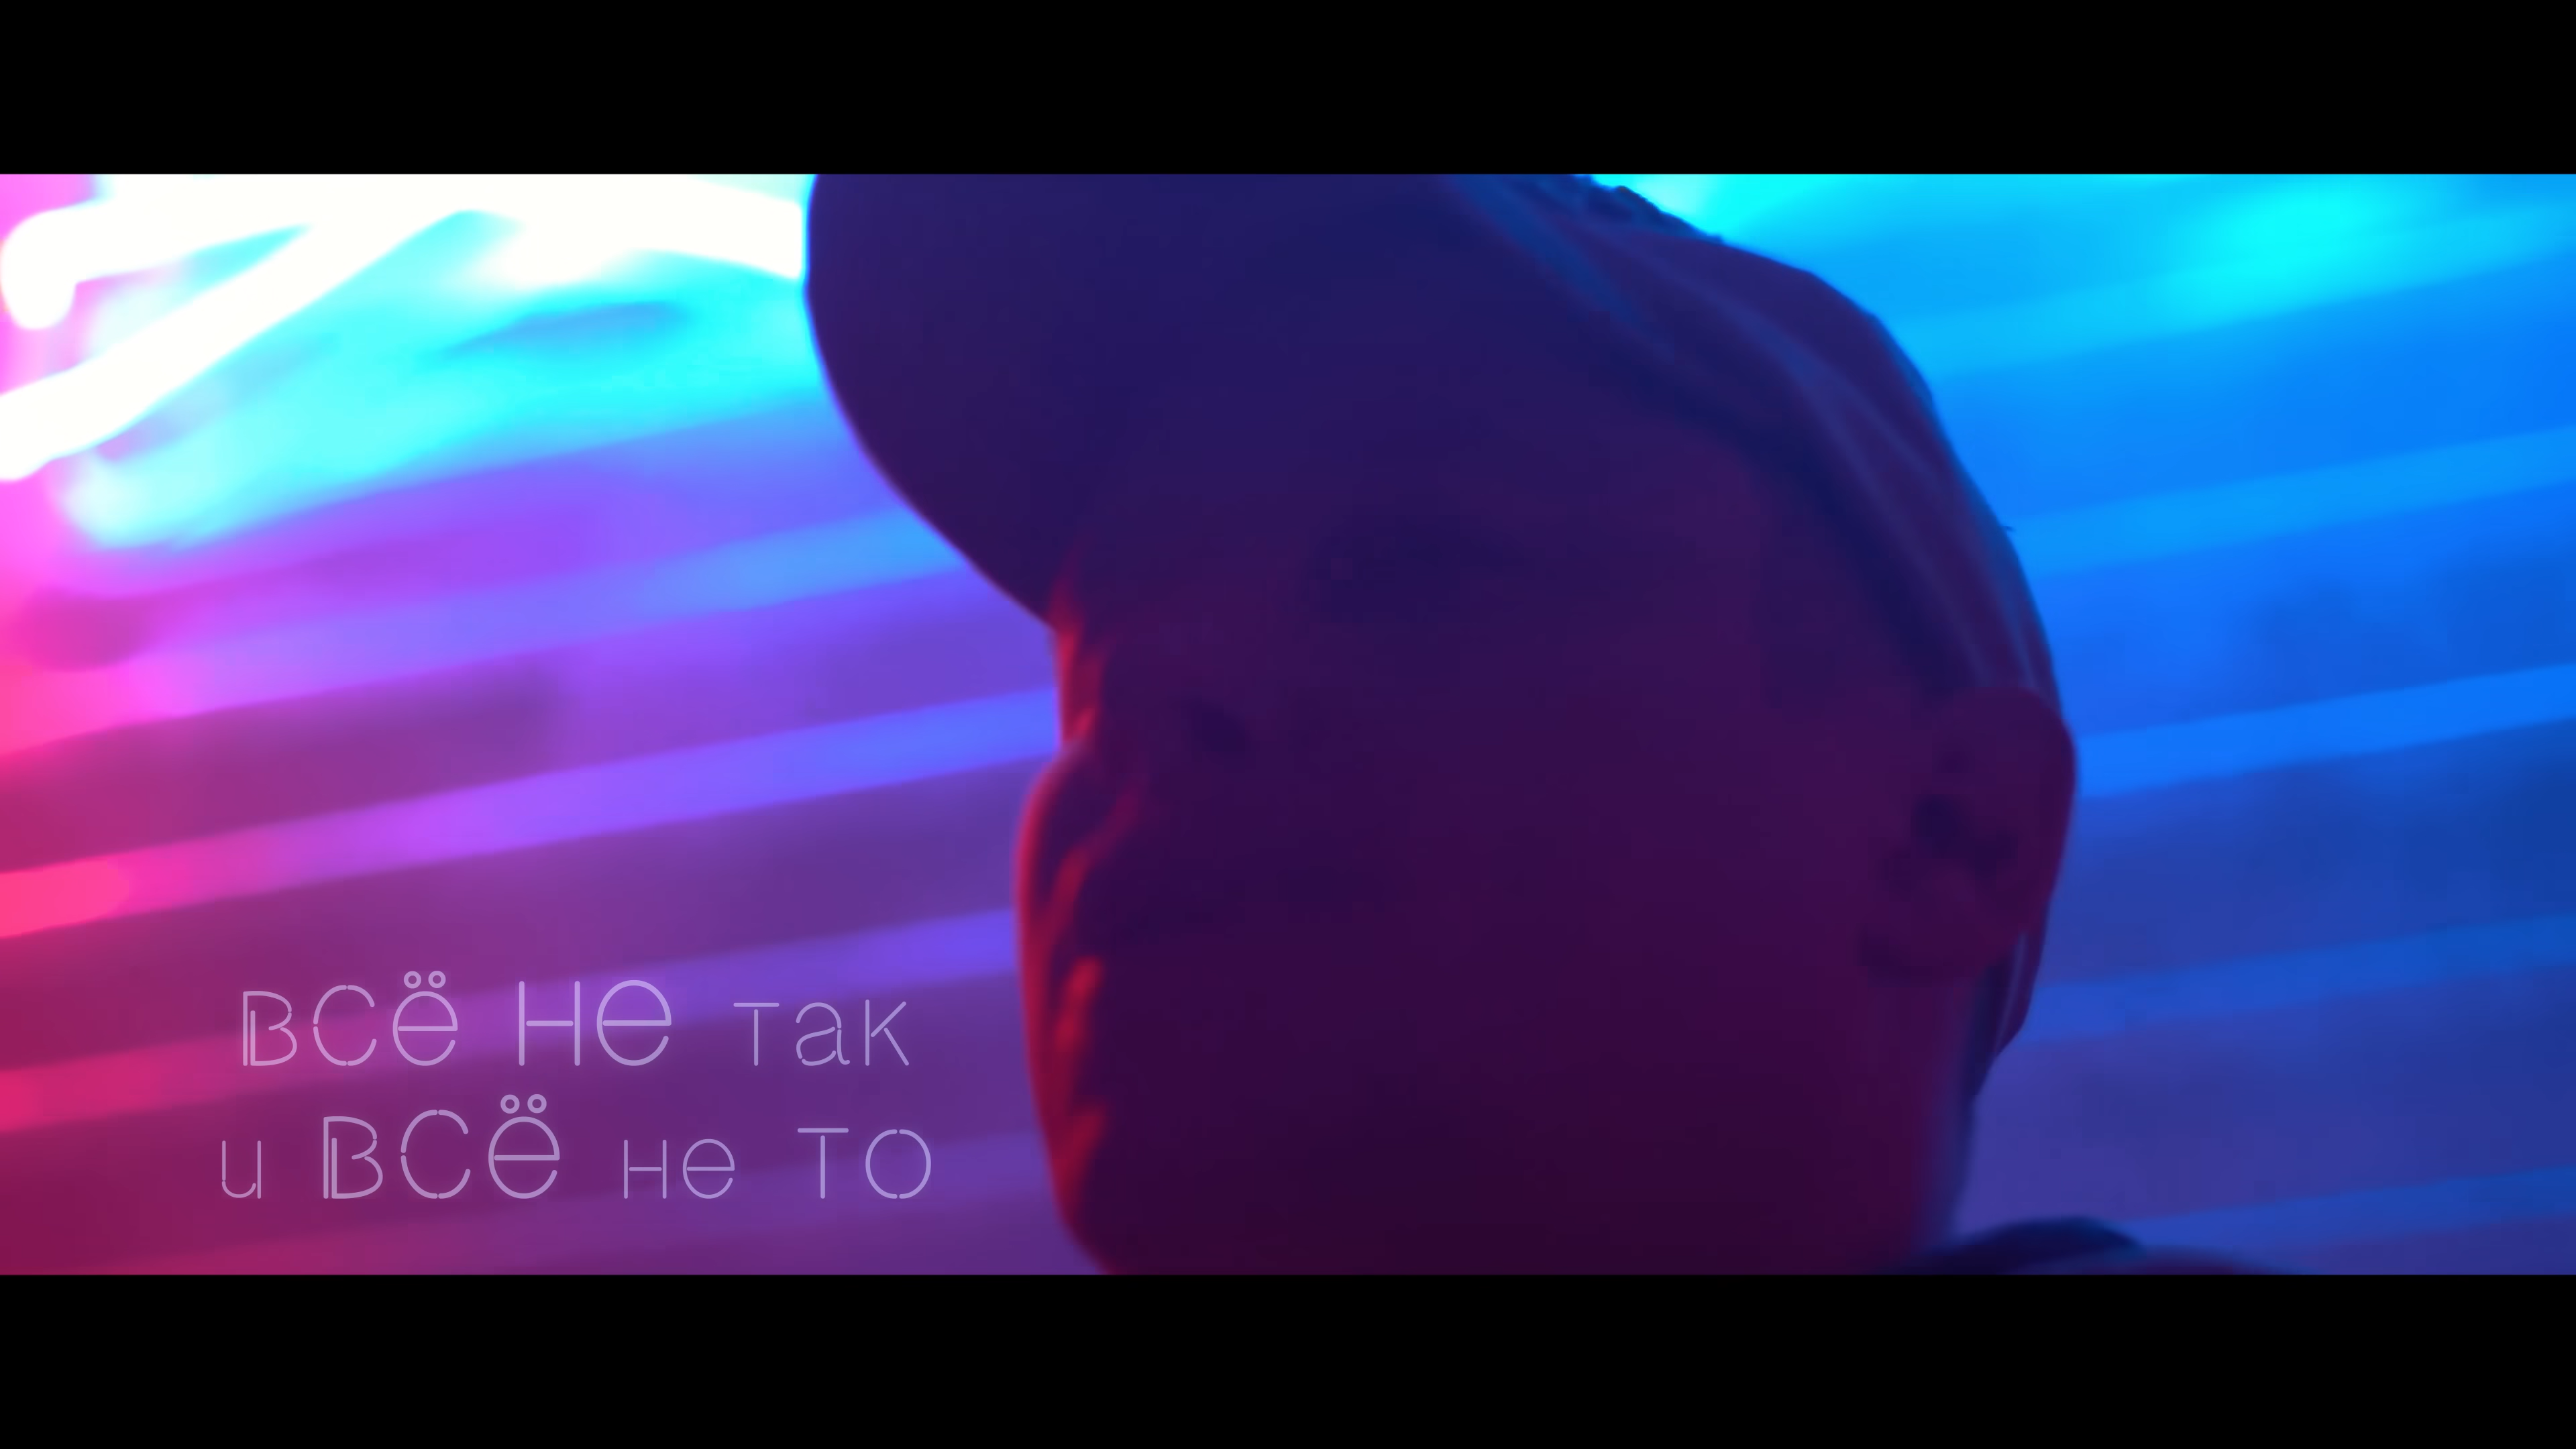 всё не так
и всё не то